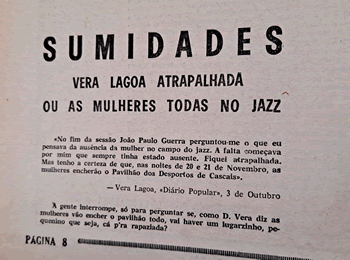 SUMIDADES
VERA LAGOA ATRAPALHADA
OU AS MULHERES TODAS NO JAZZ
«No fim da sessão João Paulo Guerra perguntou-me o que eu
pensava da ausência da mulher no campo do jazz. A falta começava
por mim que sempre tinha estado ausente. Fiquei atrapalhada.
Mas tenho a certeza de que, nas noites de 20 e 21 de Novembro, as
mulheres encherão o Pavilhão dos Desportos de Cascais».
— Vera Lagoa, «Diário Popular», 3 de Outubro
A gente interrompe, só para perguntar se, como D. Vera diz as
mulheres vão encher o pavilhão todo, vai haver um lugarzinho, pe-
quenino que seja, cá p'ra rapaziada?
PÁGINA 8